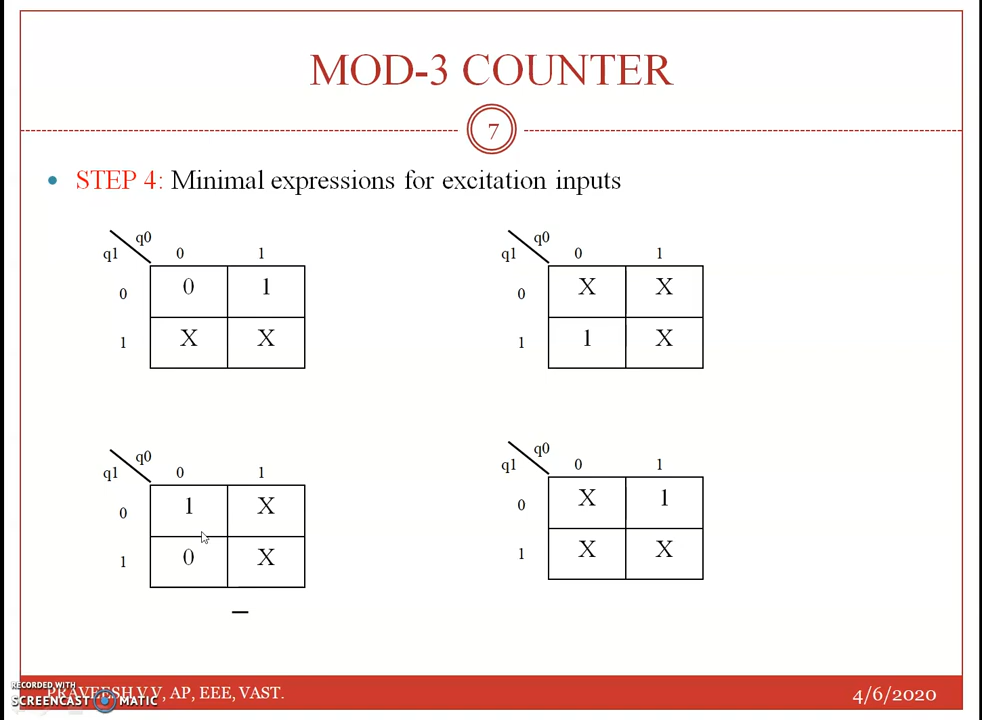 MOD-3 COUNTER
7
• STEP 4: Minimal expressions for excitation inputs
q0
q1 0 1
0 0 1
1 X X
q0
q1 0 1
0 X X
1 1 X
q0
q1 0 1
0 1 X
1 0 X
q0
q1 0 1
0 X 1
1 X X
RECORDED WITH
SCREENCAST MATIC
PRAVEESH.V.V, AP, EEE, VAST.
4/6/2020